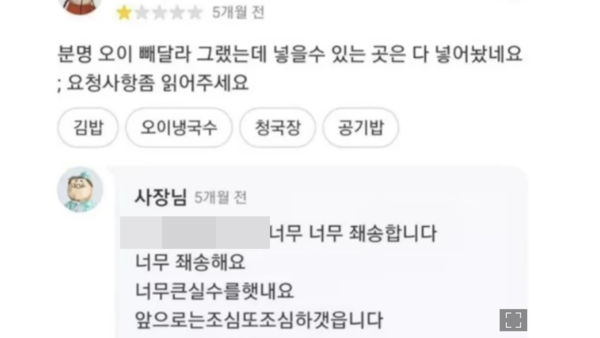 5개월 전
분명 오이 빼달라 그랬는데 넣을수 있는 곳은 다 넣어놨네요
; 요청사항좀 읽어주세요
김밥
오이냉국수
청국장
공기밥
사장님 5개월 전
너무 너무 좨송합니다
너무 좨송해요
너무큰실수를햇내요
앞으로는조심또조심하갯읍니다